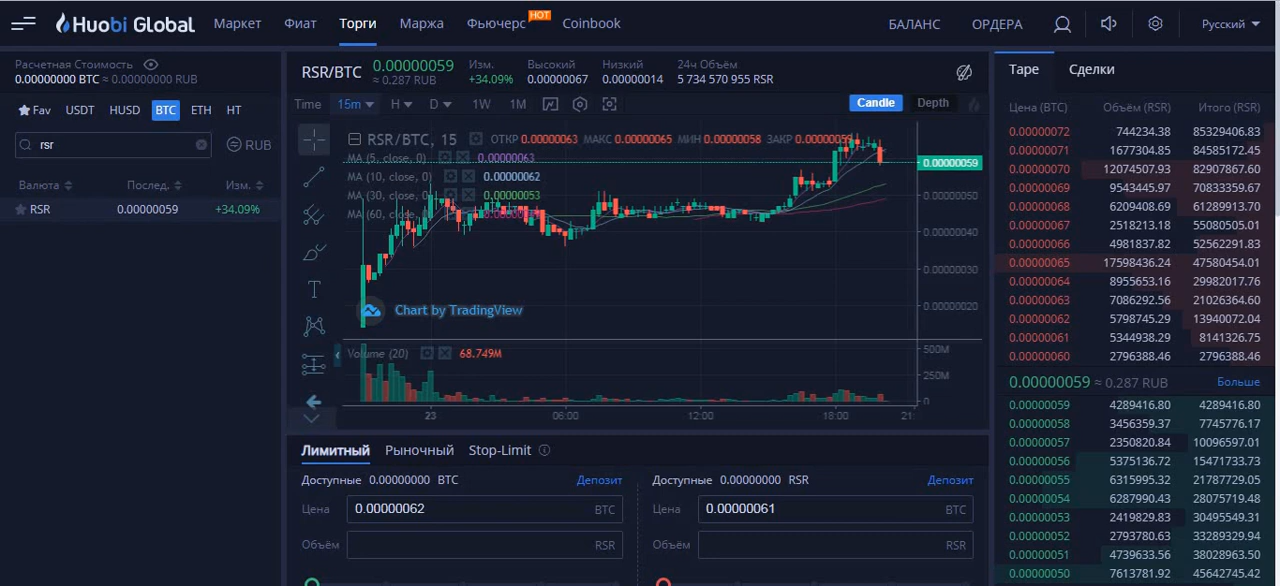 Huobi Global Маркет Фиат Торги Маржа Фьючерс HOT Coinbook БАЛАНС ОРДЕРА Русский
Расчетная Стоимость
0.00000000 BTC ≈ 0.00000000 RUB
Fav USDT HUSD BTC ETH HT
rsr RUB
Валюта Послед. Изм.
RSR 0.00000059 +34.09%
RSR/BTC 0.00000059 Изм. Высокий Низкий 24ч Объём
≈ 0.287 RUB +34.09% 0.00000067 0.00000014 5 734 570 955 RSR
Time 15m H D 1W 1M Candle Depth
RSR/BTC, 15 ОТКР 0.00000063 МАКС 0.00000065 МИН 0.00000058 ЗАКР 0.00000059
MA (5, close, 0) 0.00000063
MA (10, close, 0) 0.00000062
MA (30, close, 0) 0.00000053
MA (60, close, 0)
0.00000059
0.00000050
0.00000040
0.00000030
0.00000020
Chart by TradingView
Volume (20) 68.749M
500M
250M
0
23 06:00 12:00 18:00 21:
Лимитный Рыночный Stop-Limit
Доступные 0.00000000 BTC Депозит
Цена 0.00000062 BTC
Объём RSR
Доступные 0.00000000 RSR Депозит
Цена 0.00000061 BTC
Объём RSR
Tape Сделки
Цена (BTC) Объём (RSR) Итого (RSR)
0.00000072 744234.38 85329406.83
0.00000071 1677304.85 84585172.45
0.00000070 12074507.93 82907867.60
0.00000069 9543445.97 70833359.67
0.00000068 6209408.69 61289913.70
0.00000067 2518213.18 55080505.01
0.00000066 4981837.82 52562291.83
0.00000065 17598436.24 47580454.01
0.00000064 8955653.16 29982017.76
0.00000063 7086292.56 21026364.60
0.00000062 5798745.29 13940072.04
0.00000061 5344938.29 8141326.75
0.00000060 2796388.46 2796388.46
0.00000059 ≈ 0.287 RUB Больше
0.00000059 4289416.80 4289416.80
0.00000058 3456359.37 7745776.17
0.00000057 2350820.84 10096597.01
0.00000056 5375136.72 15471733.73
0.00000055 6315995.32 21787729.05
0.00000054 6287990.43 28075719.48
0.00000053 2419829.83 30495549.31
0.00000052 2793780.63 33289329.94
0.00000051 4739633.56 38028963.50
0.00000050 7613781.92 45642745.42